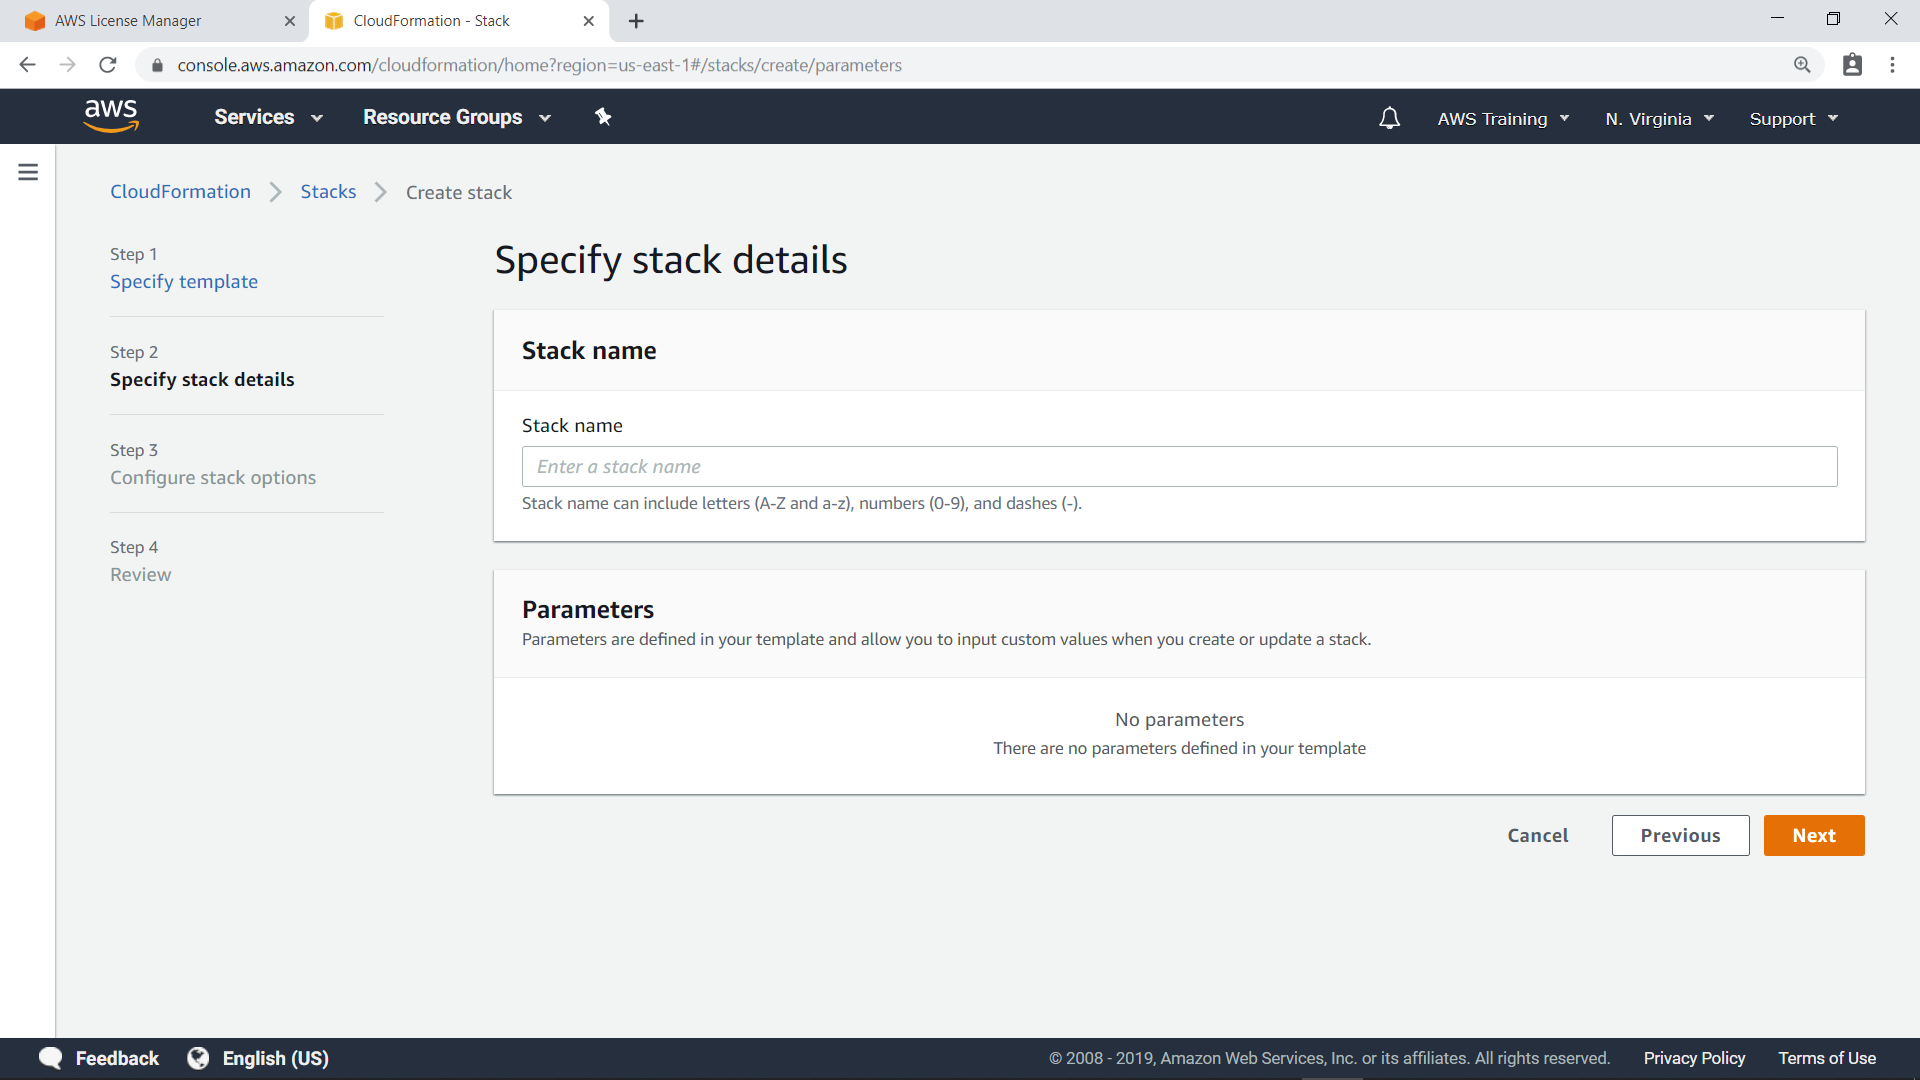 AWS License Manager
CloudFormation - Stack
console.aws.amazon.com/cloudformation/home?region=us-east-1#/stacks/create/parameters
aws
Services
Resource Groups
AWS Training
N. Virginia
Support
CloudFormation
Stacks
Create stack
Step 1
Specify template
Step 2
Specify stack details
Step 3
Configure stack options
Step 4
Review
Specify stack details
Stack name
Stack name
Enter a stack name
Stack name can include letters (A-Z and a-z), numbers (0-9), and dashes (-).
Parameters
Parameters are defined in your template and allow you to input custom values when you create or update a stack.
No parameters
There are no parameters defined in your template
Cancel
Previous
Next
Feedback
English (US)
© 2008 - 2019, Amazon Web Services, Inc. or its affiliates. All rights reserved.
Privacy Policy
Terms of Use